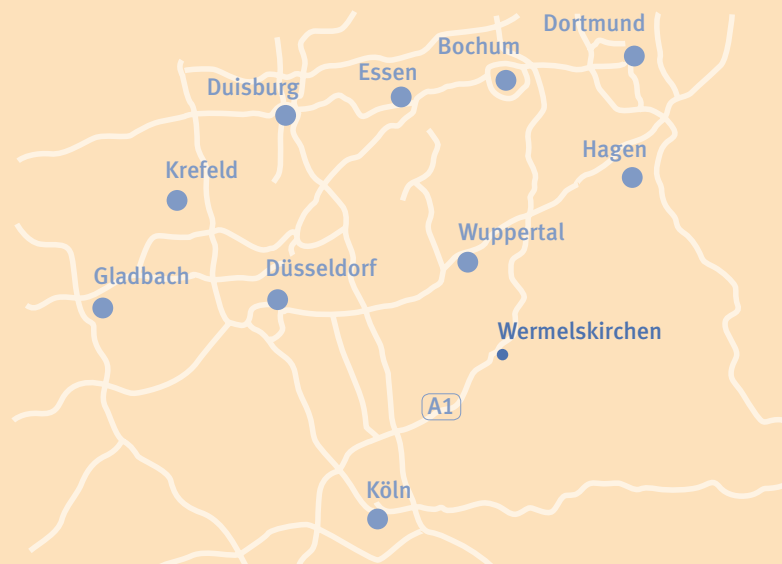 Dortmund
Bochum
Essen
Duisburg
Hagen
Krefeld
Wuppertal
Düsseldorf
Gladbach
Wermelskirchen
A1
Köln